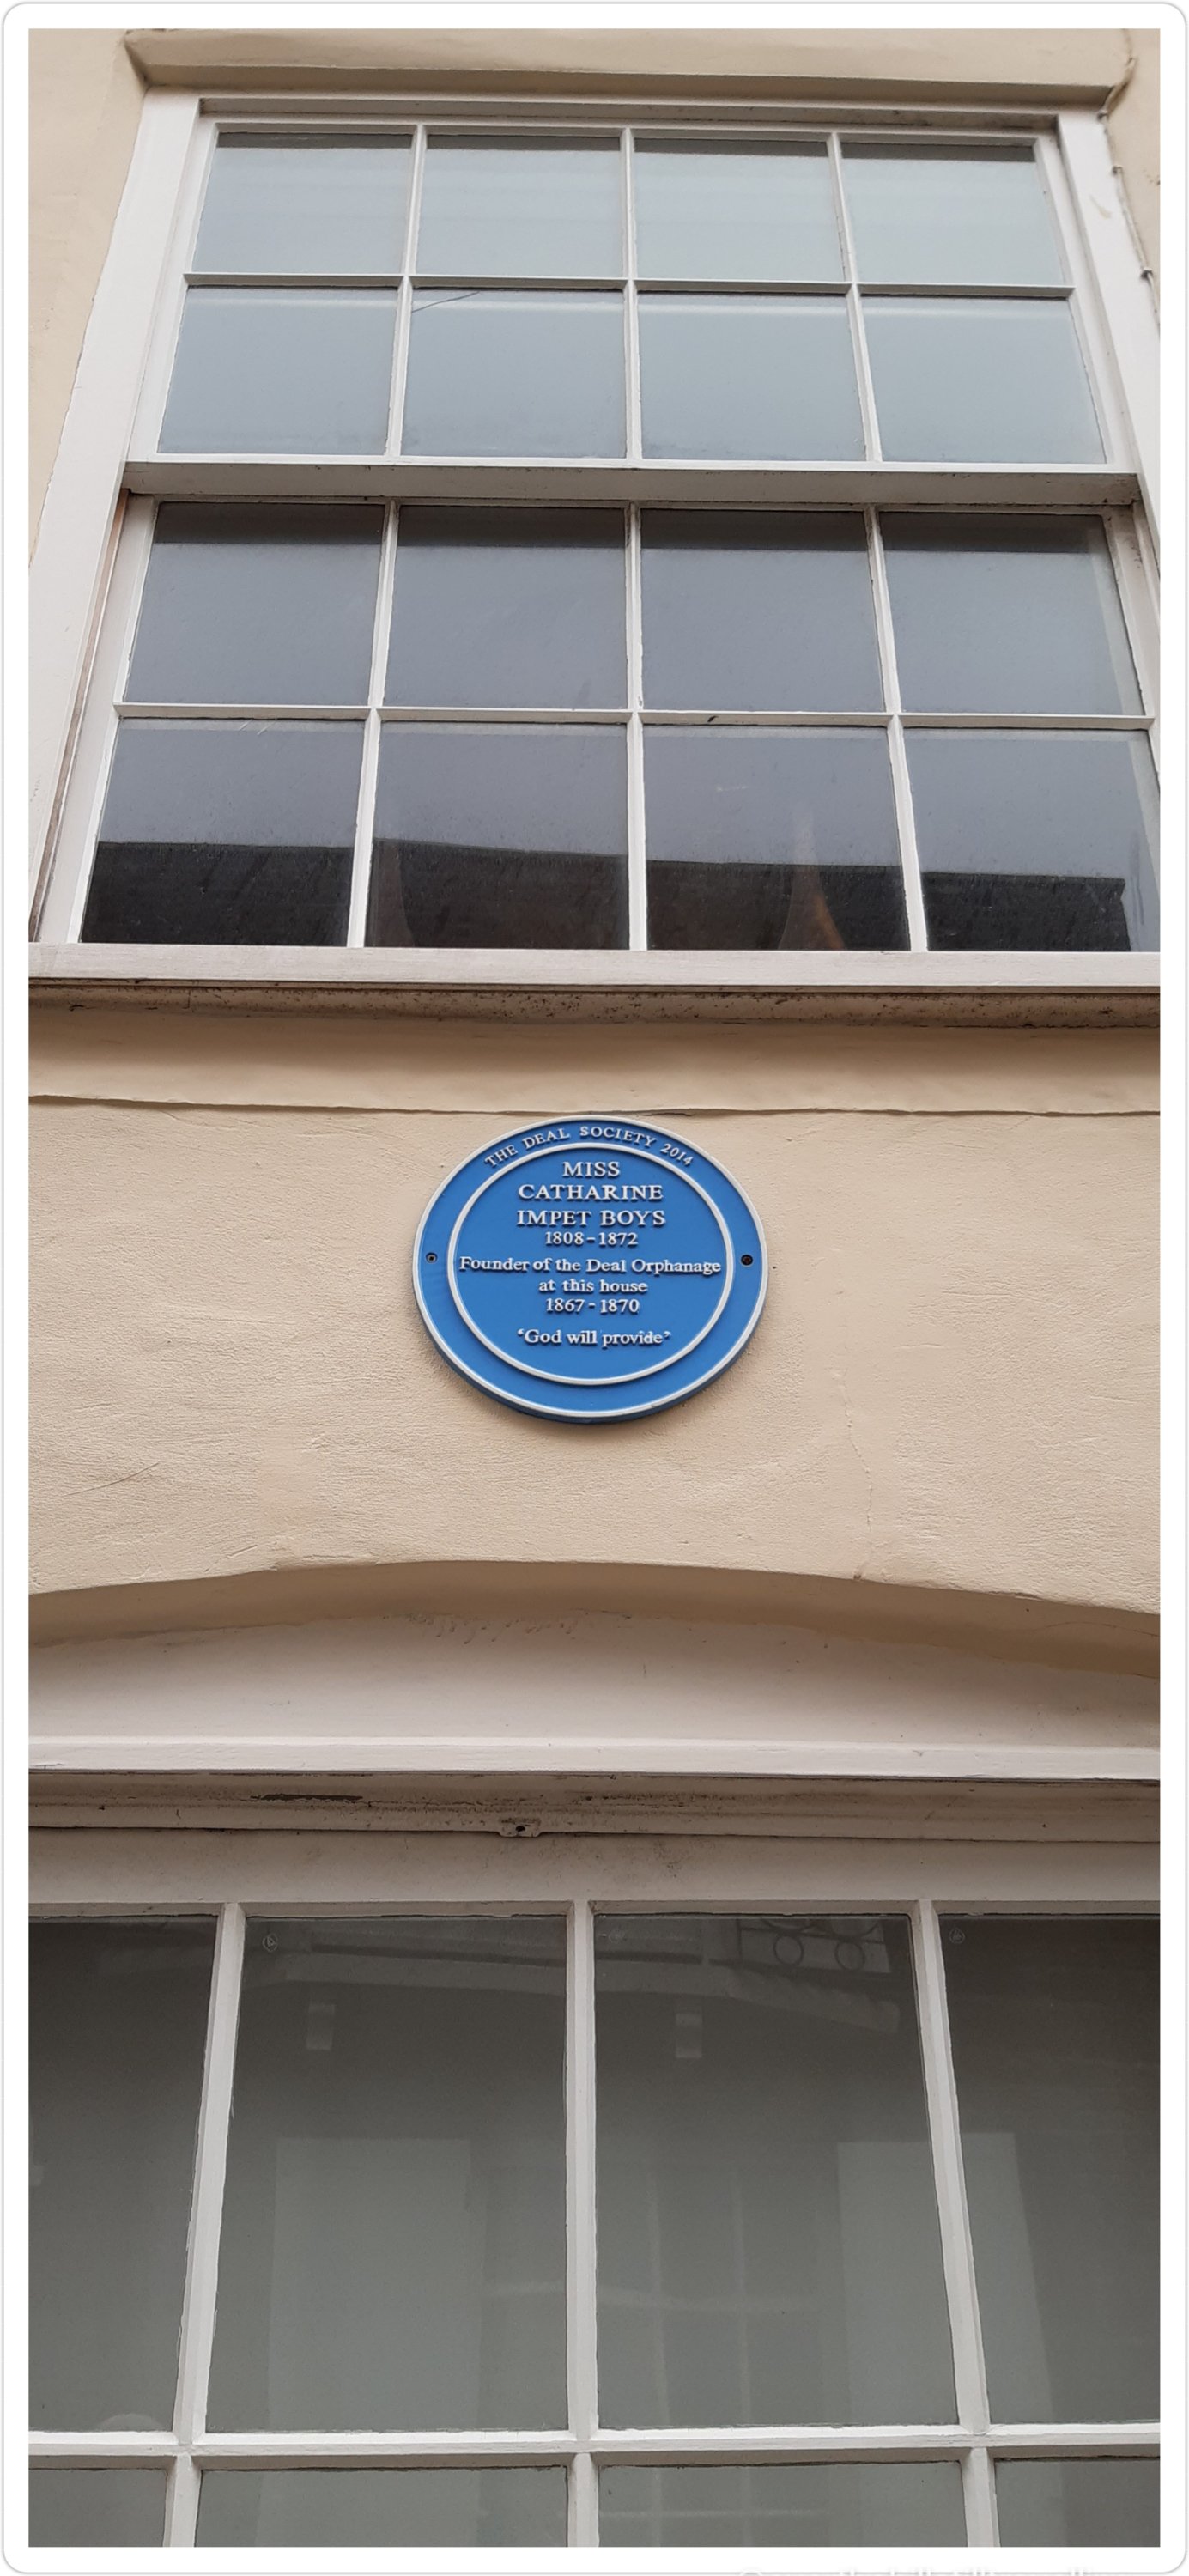 THE DEAL SOCIETY 2014
MISS
CATHARINE
IMPET BOYS
1808-1872
Founder of the Deal Orphanage
at this house
1867-1870
‘God will provide’